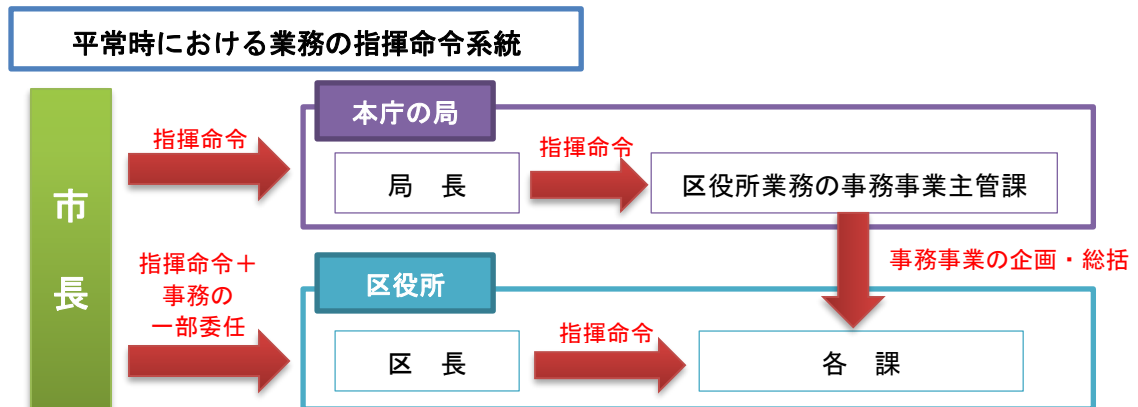 平常時における業務の指揮命令系統
市
長
本庁の局
指揮命令
局　長
指揮命令
区役所業務の事務事業主管課
事務事業の企画・総括
指揮命令＋
事務の
一部委任
区役所
区　長
指揮命令
各　課